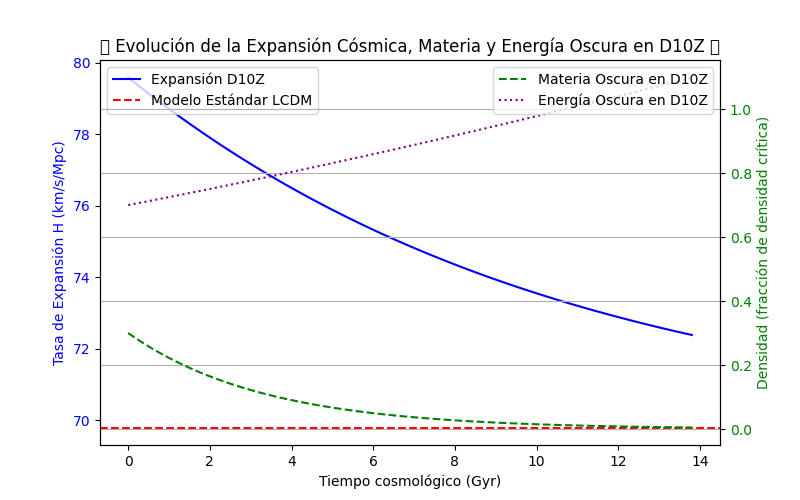 Evolución de la Expansión Cósmica, Materia y Energía Oscura en D10Z
Expansión D10Z
Modelo Estándar LCDM
Materia Oscura en D10Z
Energía Oscura en D10Z
Tasa de Expansión H (km/s/Mpc)
80
78
76
74
72
70
Densidad (fracción de densidad crítica)
1.0
0.8
0.6
0.4
0.2
0.0
0 2 4 6 8 10 12 14
Tiempo cosmológico (Gyr)